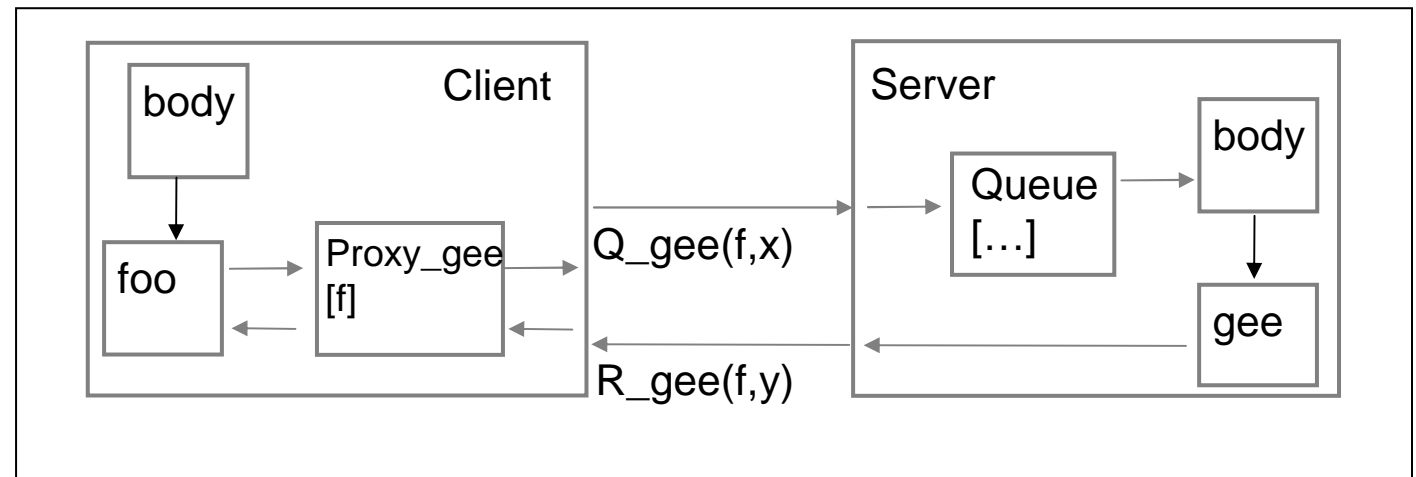 Client
body
foo
Proxy_gee
[f]
Q_gee(f,x)
R_gee(f,y)
Server
Queue
[…]
body
gee